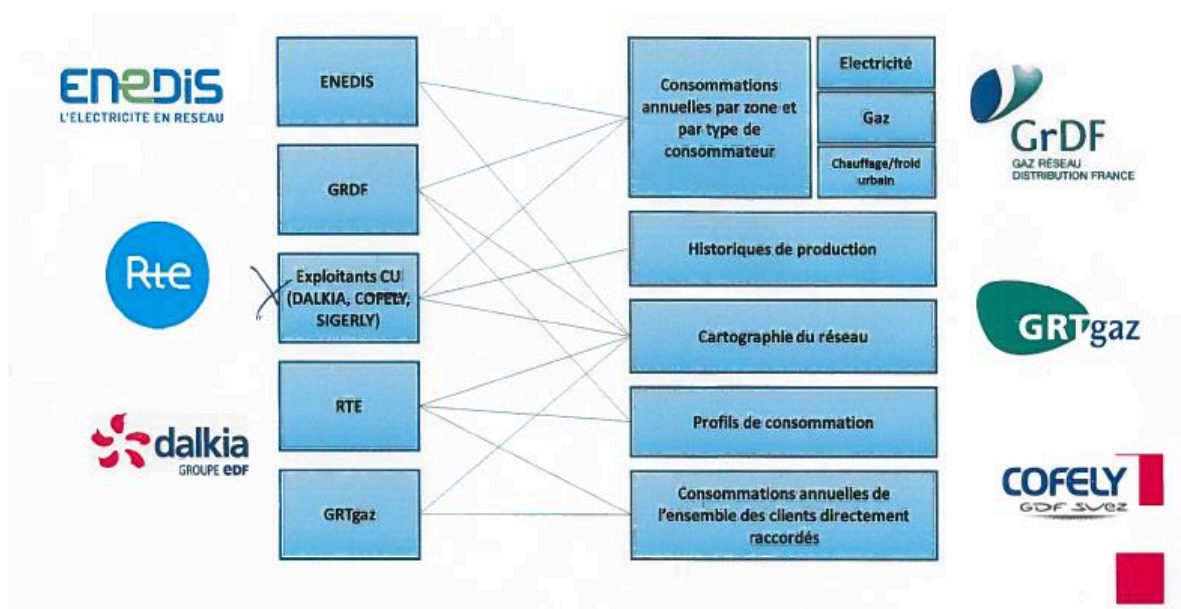 ENEDIS
L'ELECTRICITE EN RESEAU
Rte
dalkia
GROUPE eDF
ENEDIS
GRDF
Exploitants CU
(DALKIA, COFELY,
SIGERLY)
RTE
GRTgaz
Consommations
annuelles par zone et
par type de
consommateur
Electricité
Gaz
Chauffage/froid
urbain
Historiques de production
Cartographie du réseau
Profils de consommation
Consommations annuelles de
l'ensemble des clients directement
raccordés
GrDF
GAZ RÉSEAU
DISTRIBUTION FRANCE
GRTgaz
COFELY
GDF SUEZ